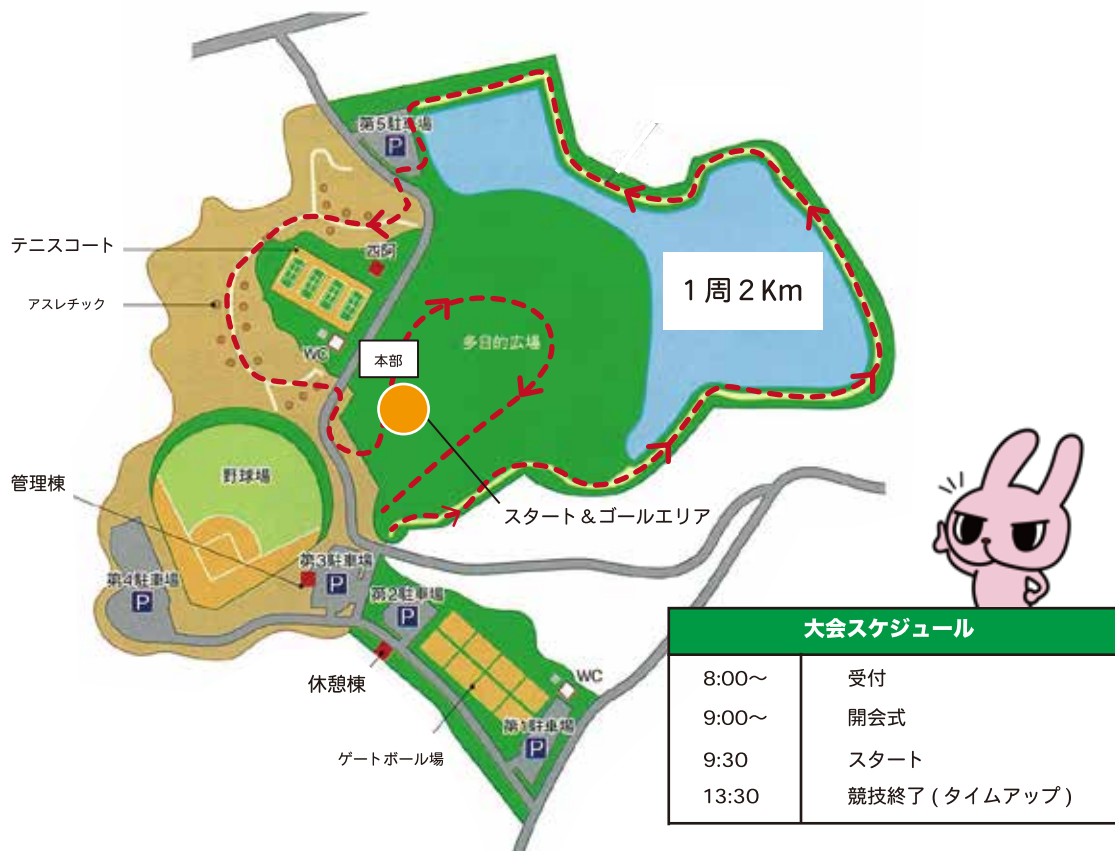 第5駐車場
P
テニスコート
四阿
アスレチック
1周2Km
WC
本部
多目的広場
野球場
管理棟
スタート＆ゴールエリア
第3駐車場
P
第4駐車場
P
第2駐車場
P
休憩棟
WC
第1駐車場
P
ゲートボール場
大会スケジュール
8:00～ 受付
9:00～ 開会式
9:30 スタート
13:30 競技終了 ( タイムアップ )